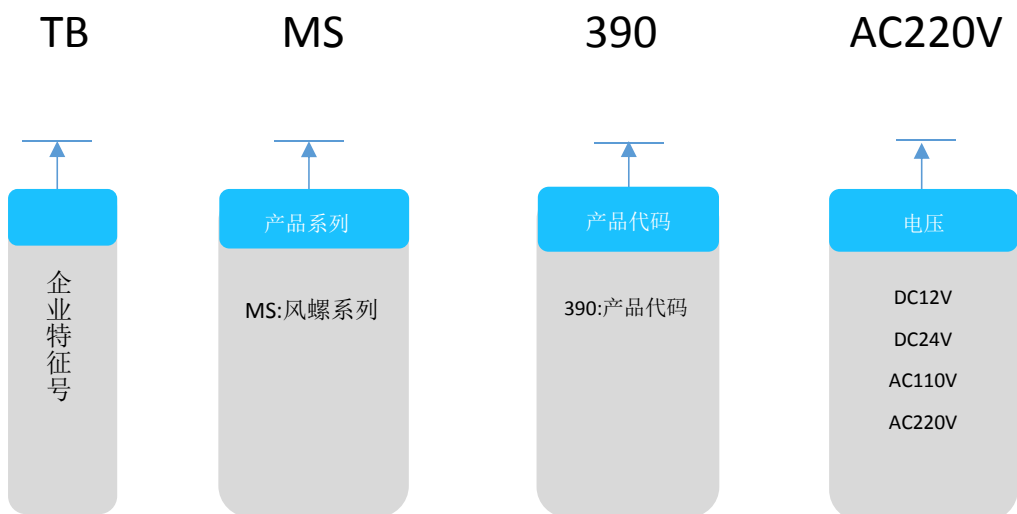 TB
MS
390
AC220V
产品系列
产品代码
电压
企业特征号
MS:风螺系列
390:产品代码
DC12V
DC24V
AC110V
AC220V